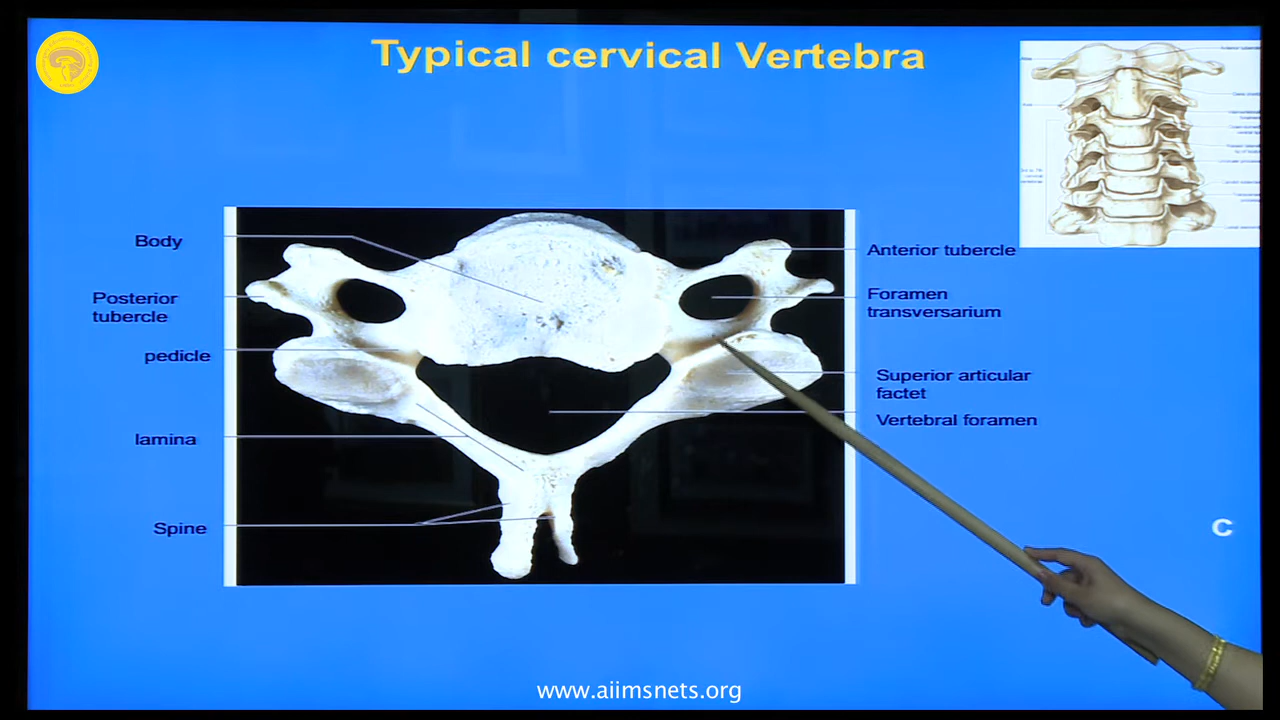 Typical cervical Vertebra
Body
Posterior
tubercle
pedicle
lamina
Spine
Anterior tubercle
Foramen
transversarium
Superior articular
factet
Vertebral foramen
C
www.aiimsnets.org